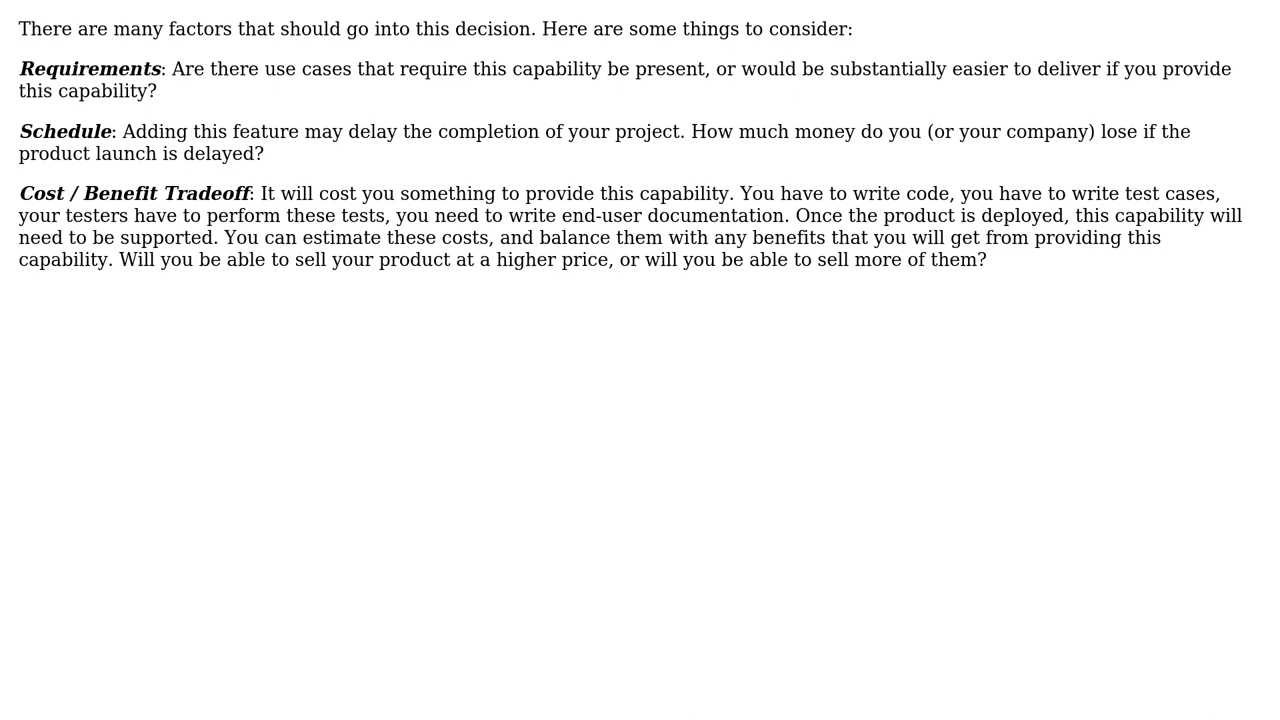 There are many factors that should go into this decision. Here are some things to consider:
Requirements: Are there use cases that require this capability be present, or would be substantially easier to deliver if you provide
this capability?
Schedule: Adding this feature may delay the completion of your project. How much money do you (or your company) lose if the
product launch is delayed?
Cost / Benefit Tradeoff: It will cost you something to provide this capability. You have to write code, you have to write test cases,
your testers have to perform these tests, you need to write end-user documentation. Once the product is deployed, this capability will
need to be supported. You can estimate these costs, and balance them with any benefits that you will get from providing this
capability. Will you be able to sell your product at a higher price, or will you be able to sell more of them?